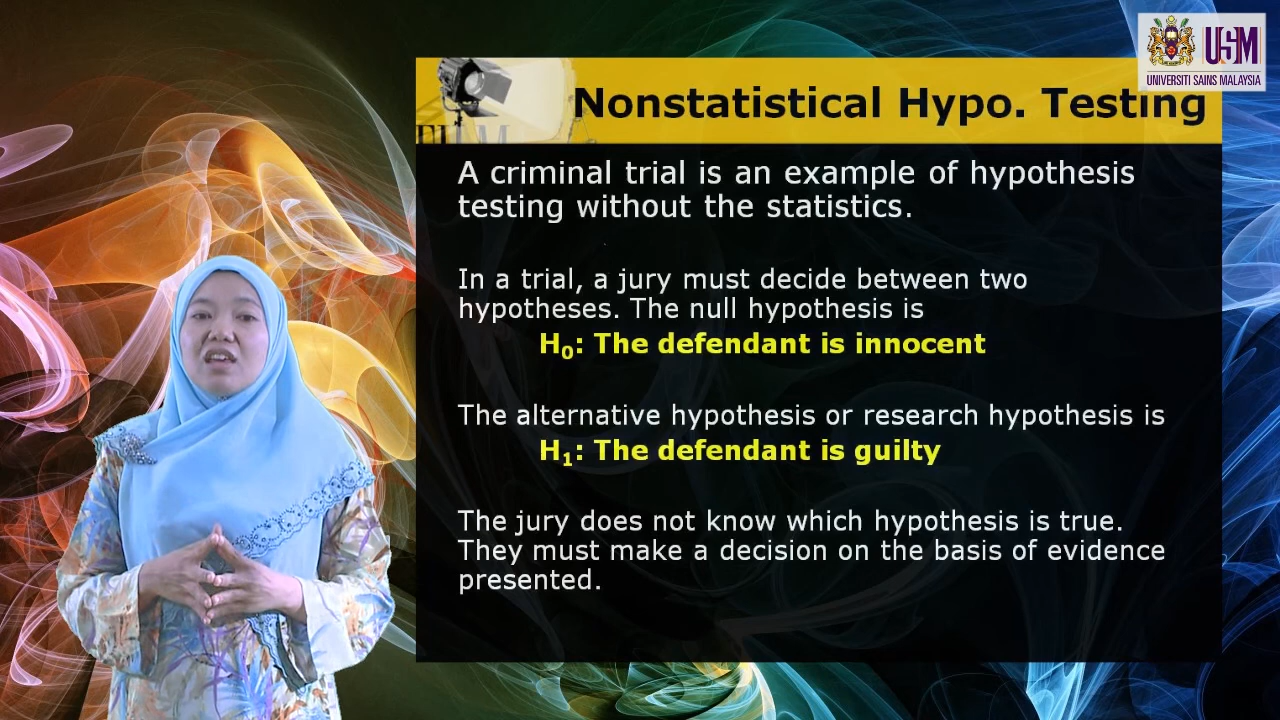 USM
UNIVERSITI SAINS MALAYSIA
FILM
Nonstatistical Hypo. Testing
A criminal trial is an example of hypothesis
testing without the statistics.
In a trial, a jury must decide between two
hypotheses. The null hypothesis is
H₀: The defendant is innocent
The alternative hypothesis or research hypothesis is
H₁: The defendant is guilty
The jury does not know which hypothesis is true.
They must make a decision on the basis of evidence
presented.